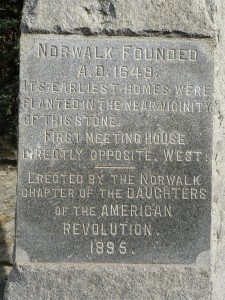 NORWALK FOUNDED
A.D. 1649.
ITS EARLIEST HOMES WERE
PLANTED IN THE NEAR VICINITY
OF THIS STONE.
FIRST MEETING HOUSE
DIRECTLY OPPOSITE, WEST.
ERECTED BY THE NORWALK
CHAPTER OF THE DAUGHTERS
OF THE AMERICAN
REVOLUTION.
1895.